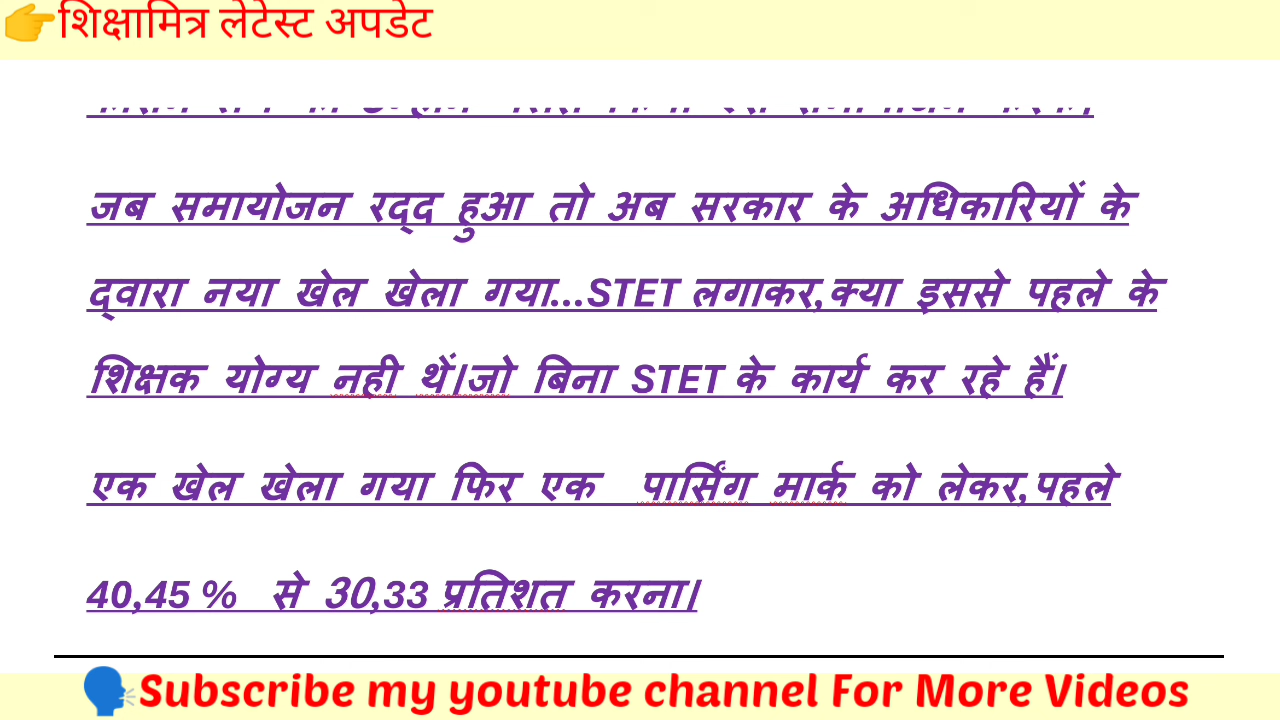 👉शिक्षामित्र लेटेस्ट अपडेट
जब समायोजन रद्द हुआ तो अब सरकार के अधिकारियों के
द्वारा नया खेल खेला गया...STET लगाकर,क्या इससे पहले के
शिक्षक योग्य नही थें।जो बिना STET के कार्य कर रहे हैं।
एक खेल खेला गया फिर एक पार्सिंग मार्क को लेकर,पहले
40,45 % से 30,33 प्रतिशत करना।
🗣️Subscribe my youtube channel For More Videos